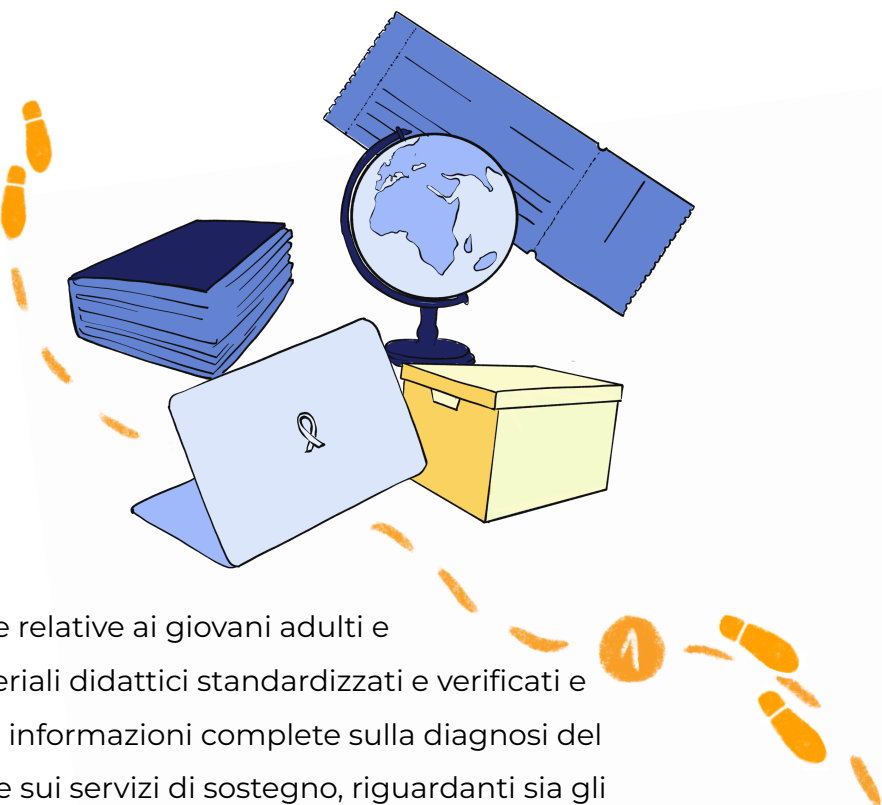 e relative ai giovani adulti e
eriali didattici standardizzati e verificati e
informazioni complete sulla diagnosi del
e sui servizi di sostegno, riguardanti sia gli
1